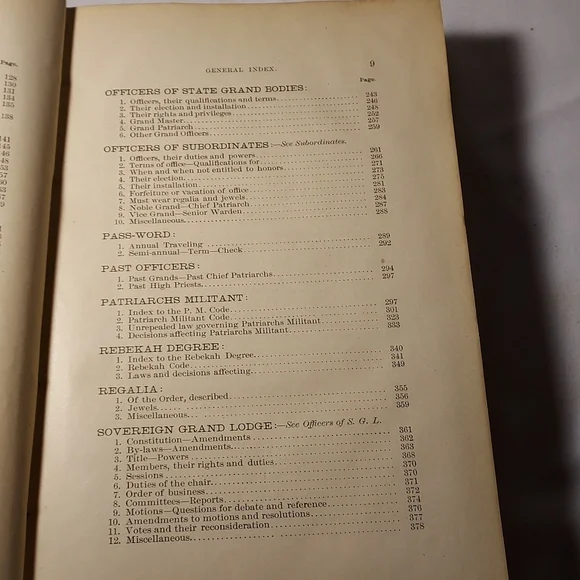 Page.
128
130
131
134
135
138
GENERAL INDEX. 9
Page.
OFFICERS OF STATE GRAND BODIES:
1. Officers, their qualifications and terms 243
2. Their election and installation 246
3. Their rights and privileges 248
4. Grand Master 252
5. Grand Patriarch 257
6. Other Grand Officers 259
OFFICERS OF SUBORDINATES:—See Subordinates.
1. Officers, their duties and powers 261
2. Terms of office—Qualifications for 266
3. When and when not entitled to honors 271
4. Their election 273
5. Their installation 275
6. Forfeiture or vacation of office 281
7. Must wear regalia and jewels 283
8. Noble Grand—Chief Patriarch 284
9. Vice Grand—Senior Warden 287
10. Miscellaneous 288
PASS-WORD:
1. Annual Traveling 289
2. Semi-annual—Term—Check 292
PAST OFFICERS:
1. Past Grands—Past Chief Patriarchs 294
2. Past High Priests 297
PATRIARCHS MILITANT:
1. Index to the P. M. Code 297
2. Patriarch Militant Code 301
3. Unrepealed law governing Patriarchs Militant 323
4. Decisions affecting Patriarchs Militant 333
REBEKAH DEGREE:
1. Index to the Rebekah Degree 340
2. Rebekah Code 341
3. Laws and decisions affecting 349
REGALIA:
1. Of the Order, described 355
2. Jewels 356
3. Miscellaneous 359
SOVEREIGN GRAND LODGE:—See Officers of S. G. L.
1. Constitution—Amendments 361
2. By-laws—Amendments 362
3. Title—Powers 363
4. Members, their rights and duties 368
5. Sessions 370
6. Duties of the chair 370
7. Order of business 371
8. Committees—Reports 372
9. Motions—Questions for debate and reference 374
10. Amendments to motions and resolutions 376
11. Votes and their reconsideration 377
12. Miscellaneous 378